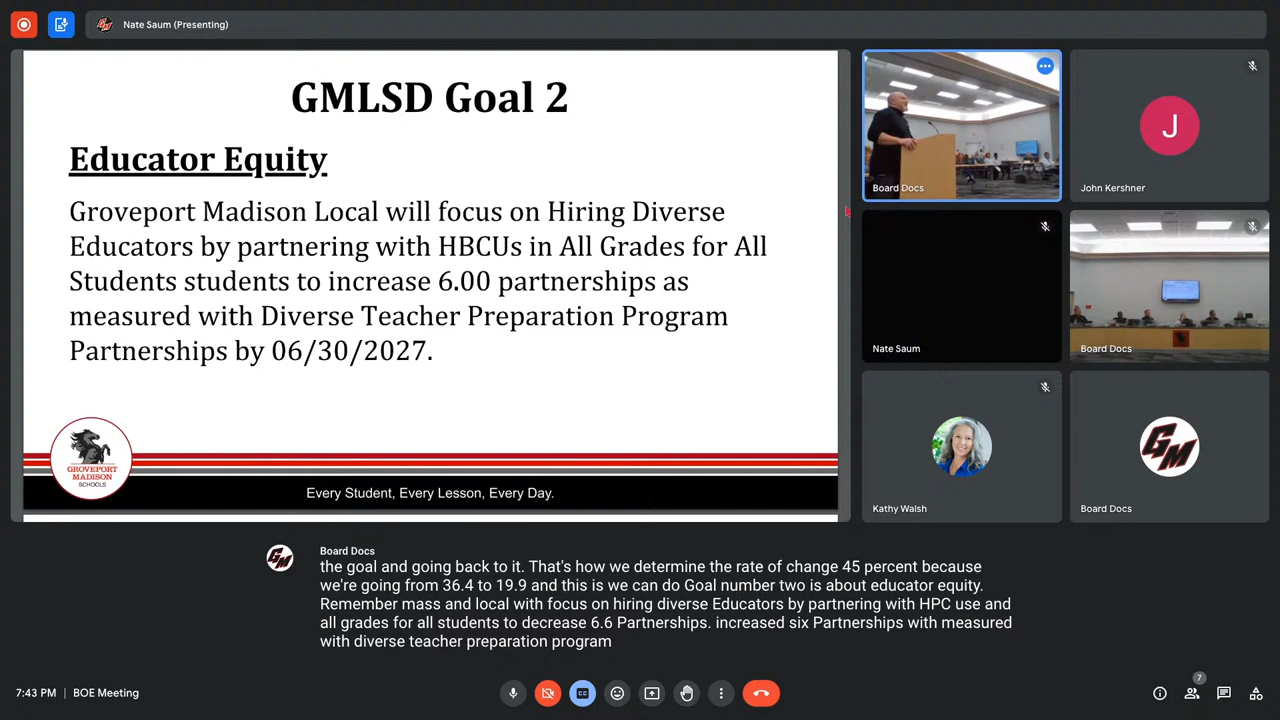 Nate Saum (Presenting)
GMLSD Goal 2
Educator Equity
Groveport Madison Local will focus on Hiring Diverse
Educators by partnering with HBCUs in All Grades for All
Students students to increase 6.00 partnerships as
measured with Diverse Teacher Preparation Program
Partnerships by 06/30/2027.
GROVEPORT
MADISON
SCHOOLS
Every Student, Every Lesson, Every Day.
Board Docs
J
John Kershner
Nate Saum
Board Docs
Kathy Walsh
GM
Board Docs
GM
Board Docs
the goal and going back to it. That's how we determine the rate of change 45 percent because
we're going from 36.4 to 19.9 and this is we can do Goal number two is about educator equity.
Remember mass and local with focus on hiring diverse Educators by partnering with HPC use and
all grades for all students to decrease 6.6 Partnerships. increased six Partnerships with measured
with diverse teacher preparation program
7:43 PM | BOE Meeting
CC
7